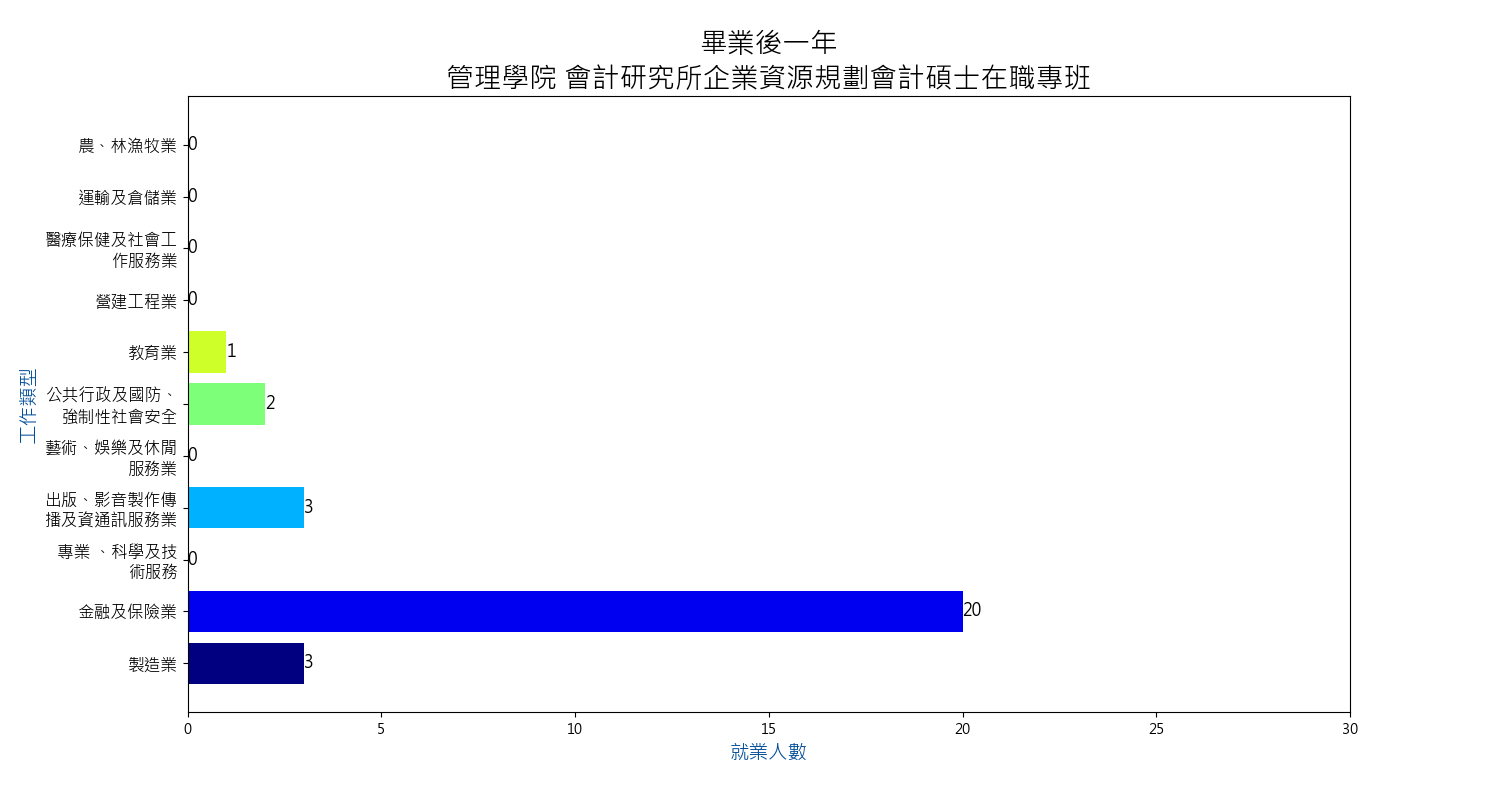 畢業後一年
管理學院 會計研究所企業資源規劃會計碩士在職專班
農、林漁牧業
0
運輸及倉儲業
0
醫療保健及社會工
作服務業
0
營建工程業
0
教育業
1
公共行政及國防、
強制性社會安全
2
藝術、娛樂及休閒
服務業
0
出版、影音製作傳
播及資通訊服務業
3
專業 、科學及技
術服務
0
金融及保險業
20
製造業
3
工作類型
0 5 10 15 20 25 30
就業人數